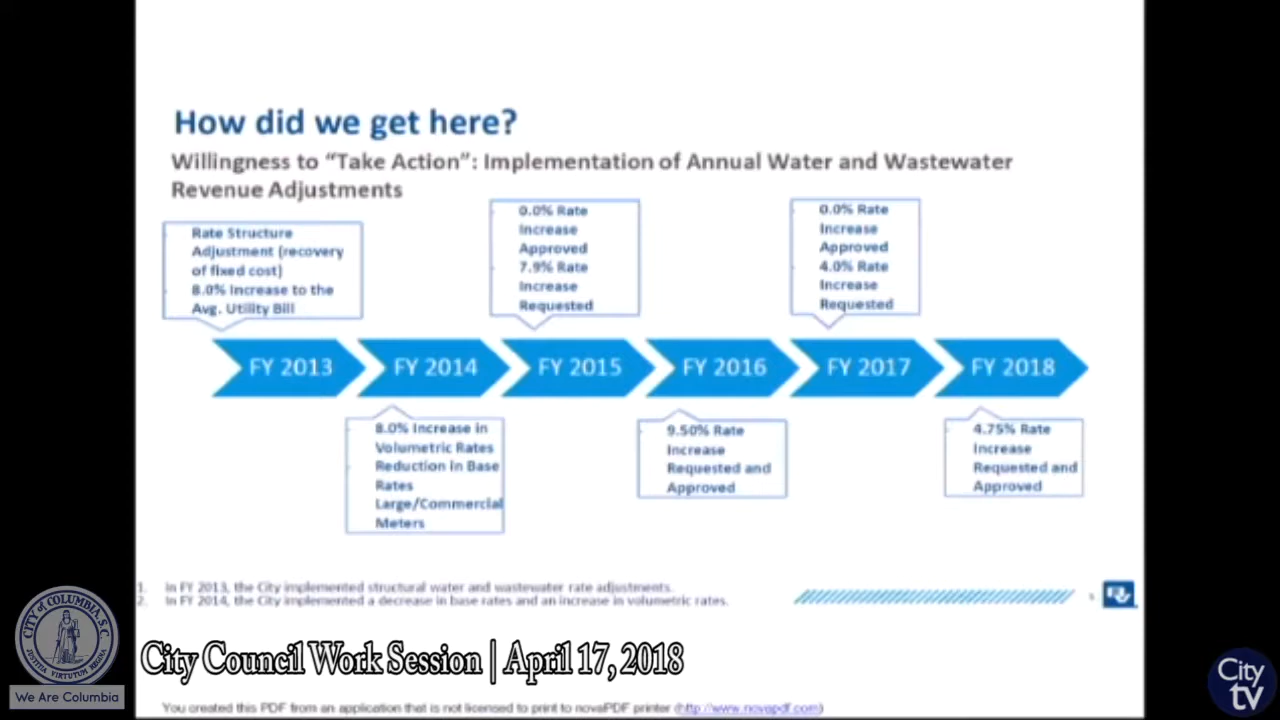 How did we get here?
Willingness to “Take Action”: Implementation of Annual Water and Wastewater
Revenue Adjustments
Rate Structure
Adjustment (recovery
of fixed cost)
8.0% Increase to the
Avg. Utility Bill
0.0% Rate
Increase
Approved
7.9% Rate
Increase
Requested
0.0% Rate
Increase
Approved
4.0% Rate
Increase
Requested
FY 2013
FY 2014
FY 2015
FY 2016
FY 2017
FY 2018
8.0% Increase in
Volumetric Rates
Reduction in Base
Rates
Large/Commercial
Meters
9.50% Rate
Increase
Requested and
Approved
4.75% Rate
Increase
Requested and
Approved
1. In FY 2013, the City implemented structural water and wastewater rate adjustments.
2. In FY 2014, the City implemented a decrease in base rates and an increase in volumetric rates.
CITY of COLUMBIA, S.C.
JUSTITIA VIRTUTUM REGINA
We Are Columbia
City Council Work Session | April 17, 2018
City
tv
You created this PDF from an application that is not licensed to print to novaPDF printer (http://www.novapdf.com)